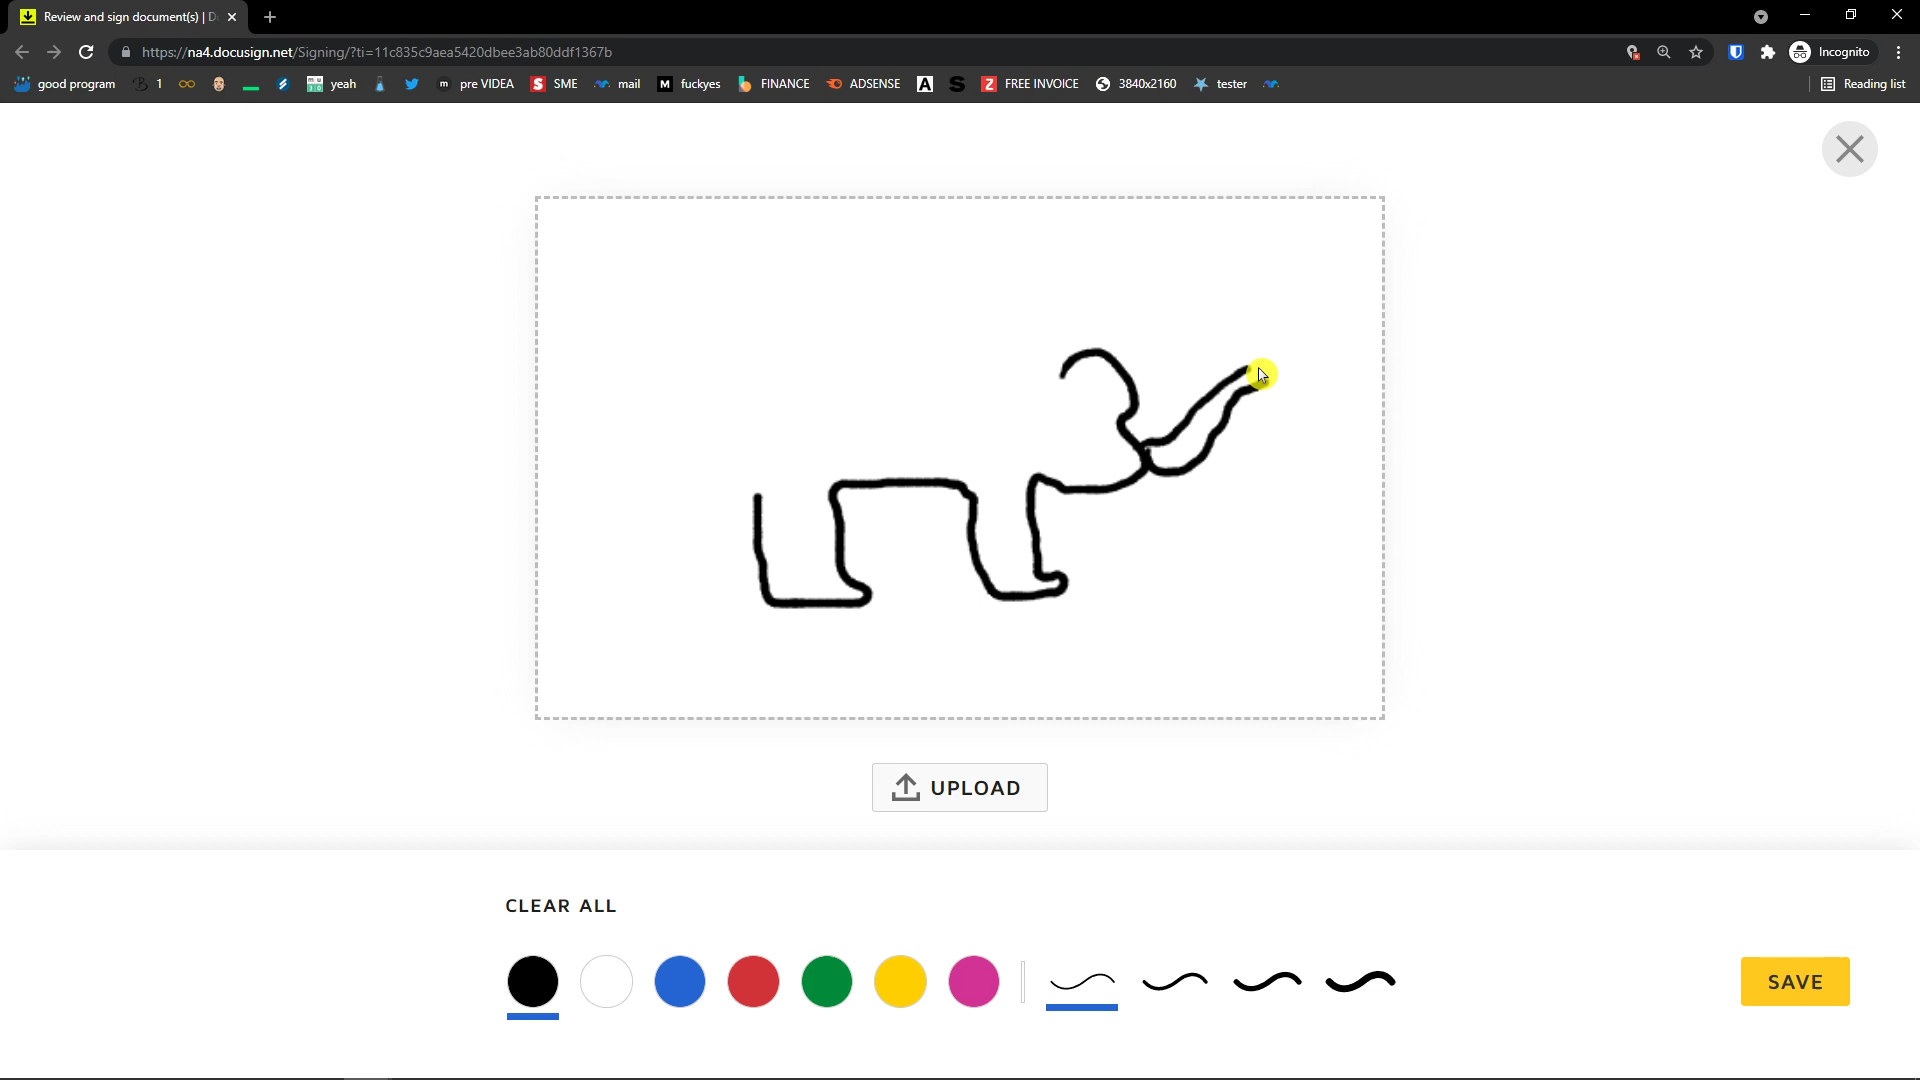 Review and sign document(s) | D
https://na4.docusign.net/Signing/?ti=11c835c9aea5420dbee3ab80ddf1367b
Incognito
good program 1 yeah pre VIDEA SME mail fuckyes FINANCE ADSENSE FREE INVOICE 3840x2160 tester Reading list
UPLOAD
CLEAR ALL
SAVE